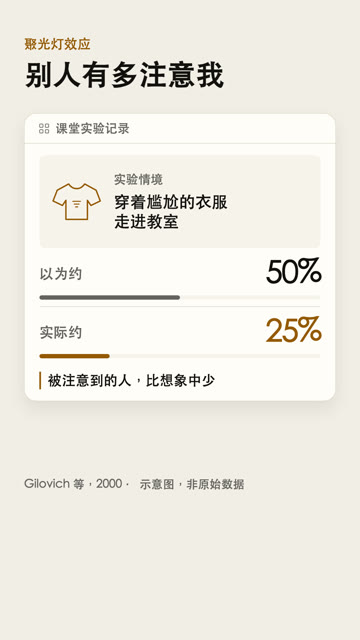 聚光灯效应
别人有多注意我
课堂实验记录
实验情境
穿着尴尬的衣服
走进教室
以为约
50%
实际约
25%
被注意到的人，比想象中少
Gilovich 等，2000· 示意图，非原始数据